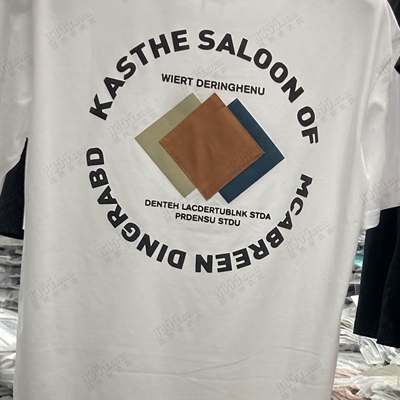 KASTHE SALOON OF
WIERT DERINGHENU
DENTEH LACDERTUBLNK STDA
PRDENSU STDU
MCABREEN DINGRABD